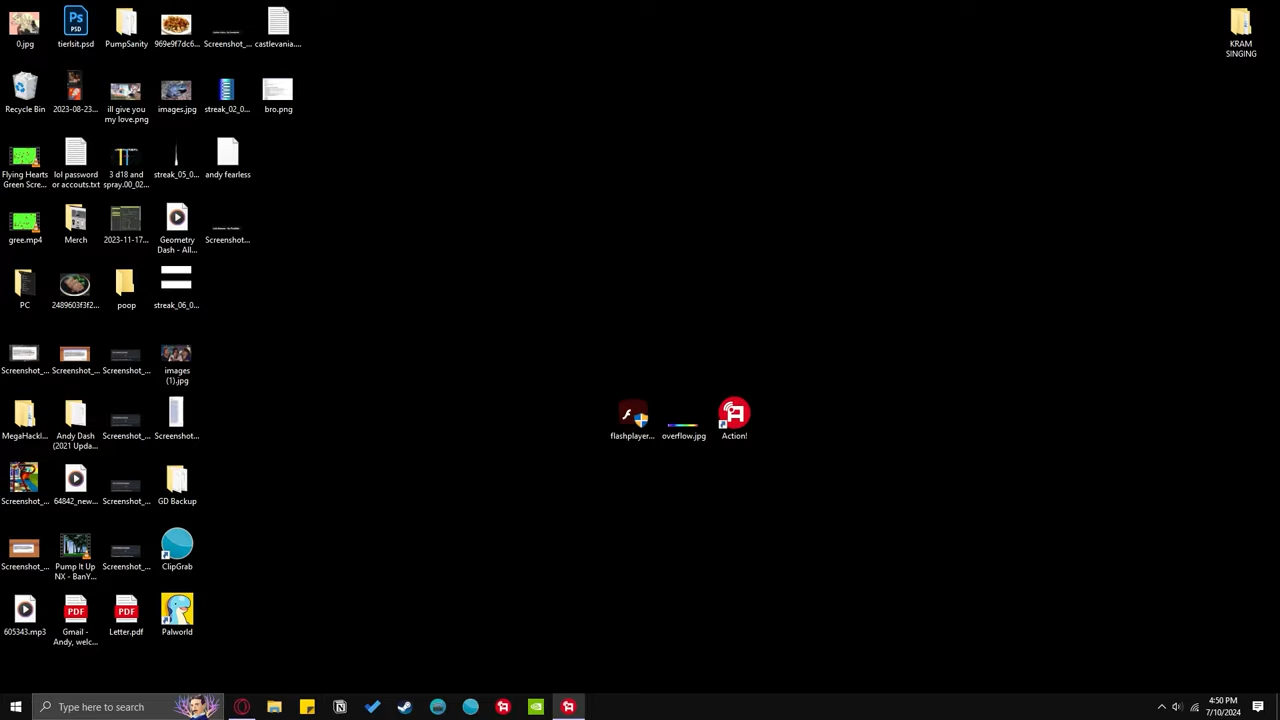 0.jpg
tierlsit.psd
PumpSanity
969e9f7dc6...
Screenshot_...
castlevania....
KRAM
SINGING
Ps
PSD
Recycle Bin
2023-08-23...
ill give you
my love.png
images.jpg
streak_02_0...
bro.png
Flying Hearts
Green Scre...
lol password
or accouts.txt
3 d18 and
spray.00_02...
streak_05_0...
andy fearless
gree.mp4
Merch
2023-11-17...
Geometry
Dash - All...
Screenshot...
PC
2489603f3f2...
poop
streak_06_0...
Screenshot_...
Screenshot_...
Screenshot_...
images
(1).jpg
MegaHackl...
Andy Dash
(2021 Upda...
Screenshot_...
Screenshot...
flashplayer...
overflow.jpg
Action!
Screenshot_...
64842_new...
Screenshot_...
GD Backup
Screenshot_...
Pump It Up
NX - BanY...
Screenshot_...
ClipGrab
605343.mp3
PDF
Gmail -
Andy, welc...
PDF
Letter.pdf
Palworld
Type here to search
4:50 PM
7/10/2024